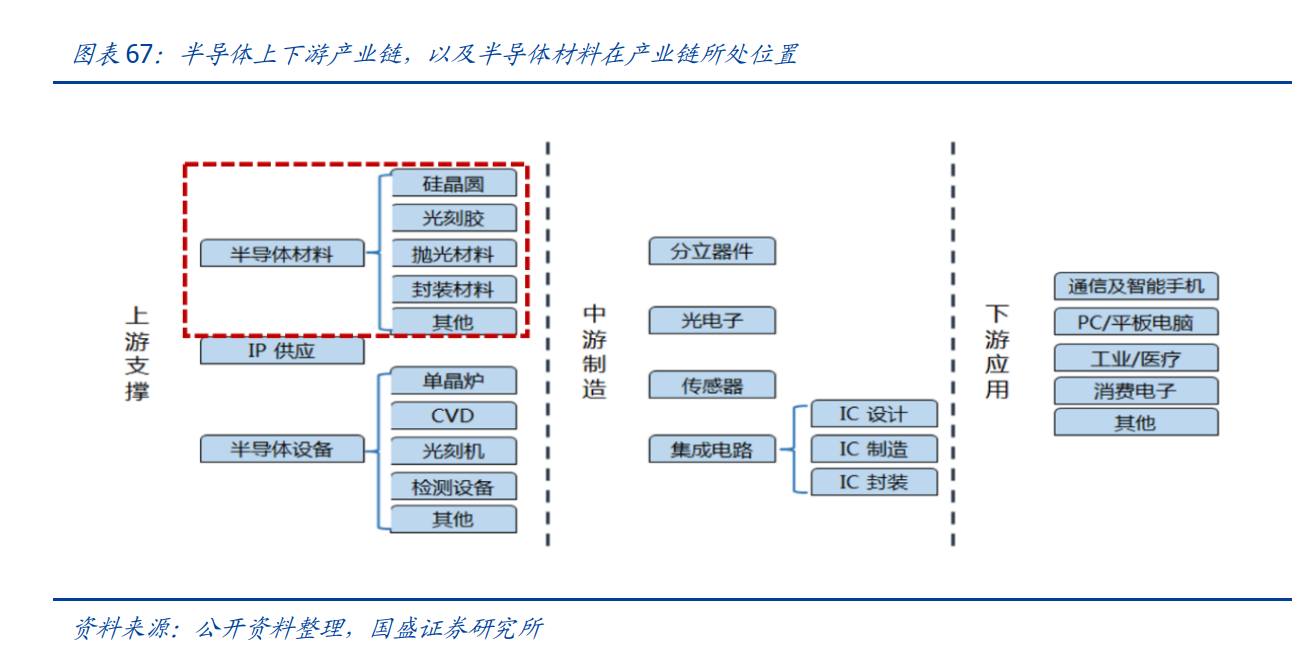 图表 67：半导体上下游产业链，以及半导体材料在产业链所处位置
上游支撑
半导体材料
硅晶圆
光刻胶
抛光材料
封装材料
其他
IP 供应
半导体设备
单晶炉
CVD
光刻机
检测设备
其他
中游制造
分立器件
光电子
传感器
集成电路
IC 设计
IC 制造
IC 封装
下游应用
通信及智能手机
PC/平板电脑
工业/医疗
消费电子
其他
资料来源：公开资料整理，国盛证券研究所